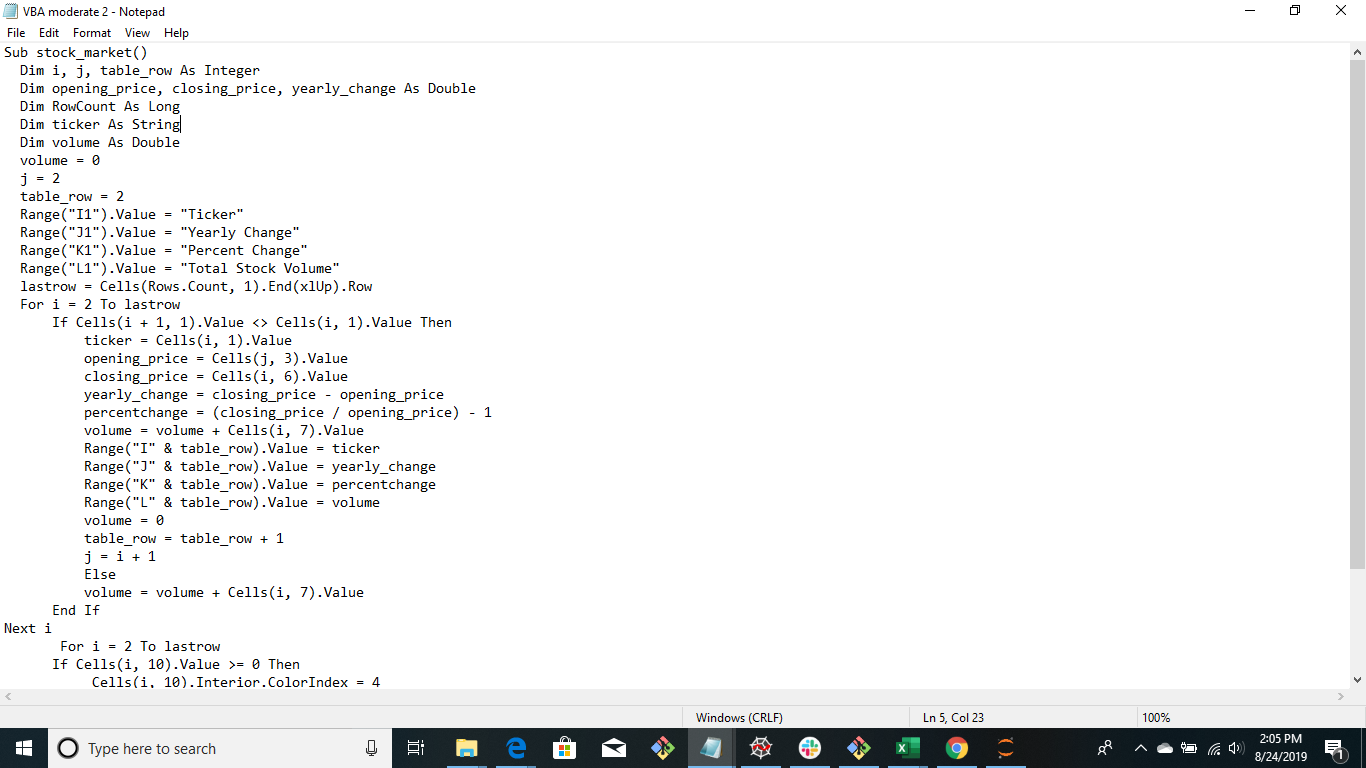 VBA moderate 2 - Notepad
File Edit Format View Help
Sub stock_market()
  Dim i, j, table_row As Integer
  Dim opening_price, closing_price, yearly_change As Double
  Dim RowCount As Long
  Dim ticker As String
  Dim volume As Double
  volume = 0
  j = 2
  table_row = 2
  Range("I1").Value = "Ticker"
  Range("J1").Value = "Yearly Change"
  Range("K1").Value = "Percent Change"
  Range("L1").Value = "Total Stock Volume"
  lastrow = Cells(Rows.Count, 1).End(xlUp).Row
  For i = 2 To lastrow
      If Cells(i + 1, 1).Value <> Cells(i, 1).Value Then
          ticker = Cells(i, 1).Value
          opening_price = Cells(j, 3).Value
          closing_price = Cells(i, 6).Value
          yearly_change = closing_price - opening_price
          percentchange = (closing_price / opening_price) - 1
          volume = volume + Cells(i, 7).Value
          Range("I" & table_row).Value = ticker
          Range("J" & table_row).Value = yearly_change
          Range("K" & table_row).Value = percentchange
          Range("L" & table_row).Value = volume
          volume = 0
          table_row = table_row + 1
          j = i + 1
          Else
          volume = volume + Cells(i, 7).Value
      End If
Next i
       For i = 2 To lastrow
      If Cells(i, 10).Value >= 0 Then
           Cells(i, 10).Interior.ColorIndex = 4
Windows (CRLF) Ln 5, Col 23 100%
Type here to search
2:05 PM
8/24/2019
1